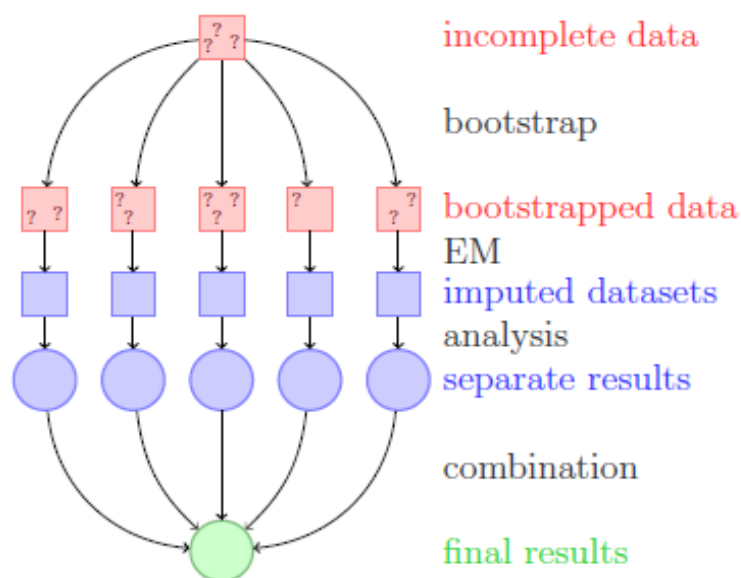 ? ? ?
incomplete data
bootstrap
? ? ? ? ? ? ? ? ? ?
bootstrapped data
EM
imputed datasets
analysis
separate results
combination
final results